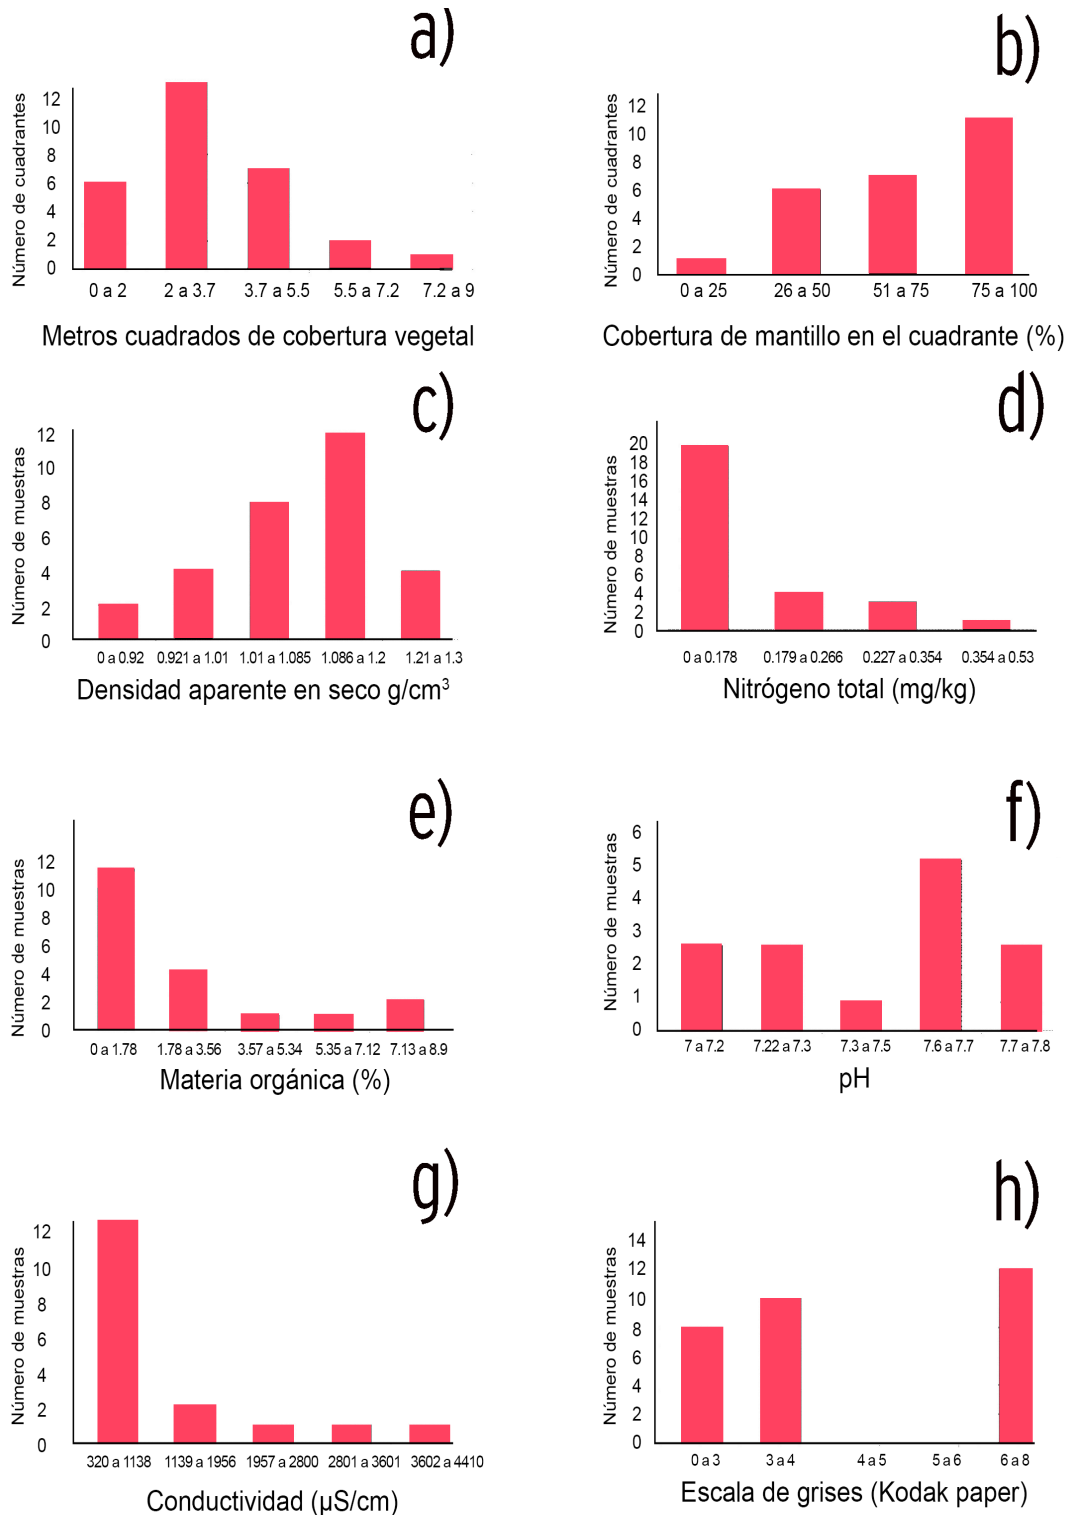 a)
Número de cuadrantes
12
10
8
6
4
2
0
0 a 2 2 a 3.7 3.7 a 5.5 5.5 a 7.2 7.2 a 9
Metros cuadrados de cobertura vegetal
b)
Número de cuadrantes
12
10
8
6
4
2
0
0 a 25 26 a 50 51 a 75 75 a 100
Cobertura de mantillo en el cuadrante (%)
c)
Número de muestras
12
10
8
6
4
2
0
0 a 0.92 0.921 a 1.01 1.01 a 1.085 1.086 a 1.2 1.21 a 1.3
Densidad aparente en seco g/cm³
d)
Número de muestras
20
18
16
14
12
10
8
6
4
2
0
0 a 0.178 0.179 a 0.266 0.227 a 0.354 0.354 a 0.53
Nitrógeno total (mg/kg)
e)
Número de muestras
12
10
8
6
4
2
0
0 a 1.78 1.78 a 3.56 3.57 a 5.34 5.35 a 7.12 7.13 a 8.9
Materia orgánica (%)
f)
Número de muestras
6
5
4
3
2
1
0
7 a 7.2 7.22 a 7.3 7.3 a 7.5 7.6 a 7.7 7.7 a 7.8
pH
g)
Número de muestras
12
10
8
6
4
2
0
320 a 1138 1139 a 1956 1957 a 2800 2801 a 3601 3602 a 4410
Conductividad (µS/cm)
h)
Número de muestras
14
12
10
8
6
4
2
0
0 a 3 3 a 4 4 a 5 5 a 6 6 a 8
Escala de grises (Kodak paper)